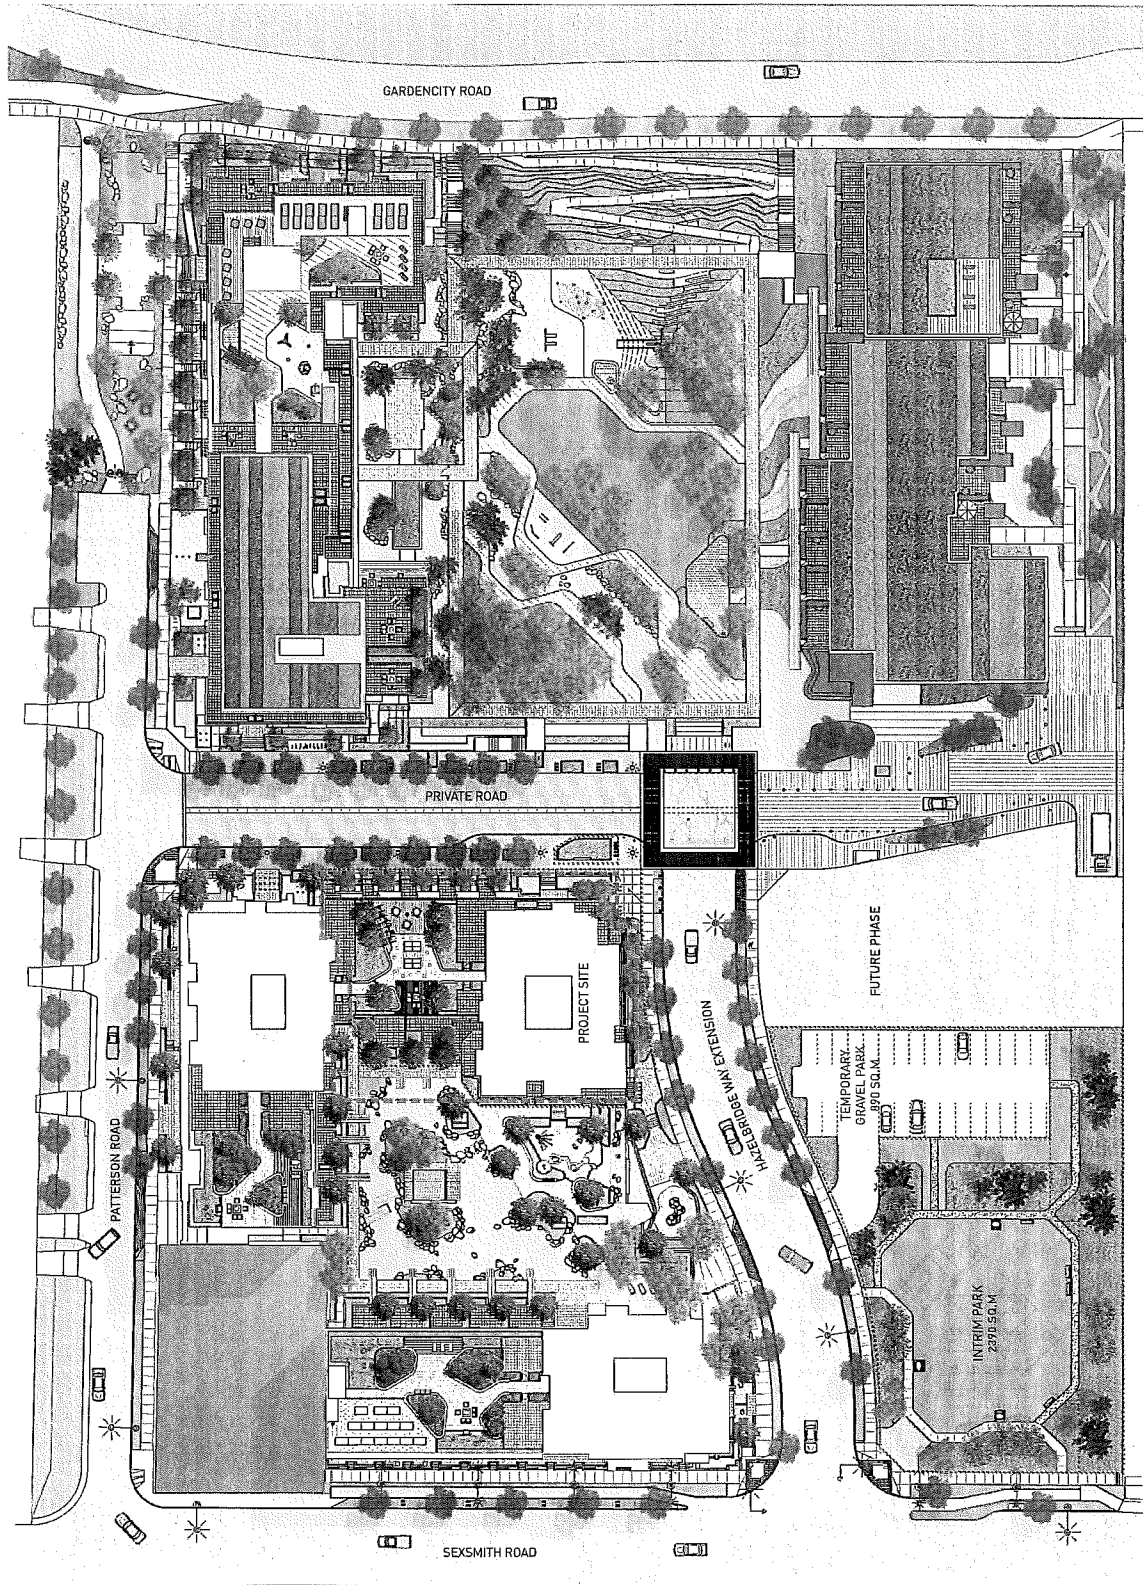 GARDENCITY ROAD
PRIVATE ROAD
PROJECT SITE
FUTURE PHASE
HAZELBRIDGE WAY EXTENSION
TEMPORARY
GRAVEL PARK.
890 SQ.M.
PATTERSON ROAD
INTRIM PARK
2390 SQ.M
SEXSMITH ROAD